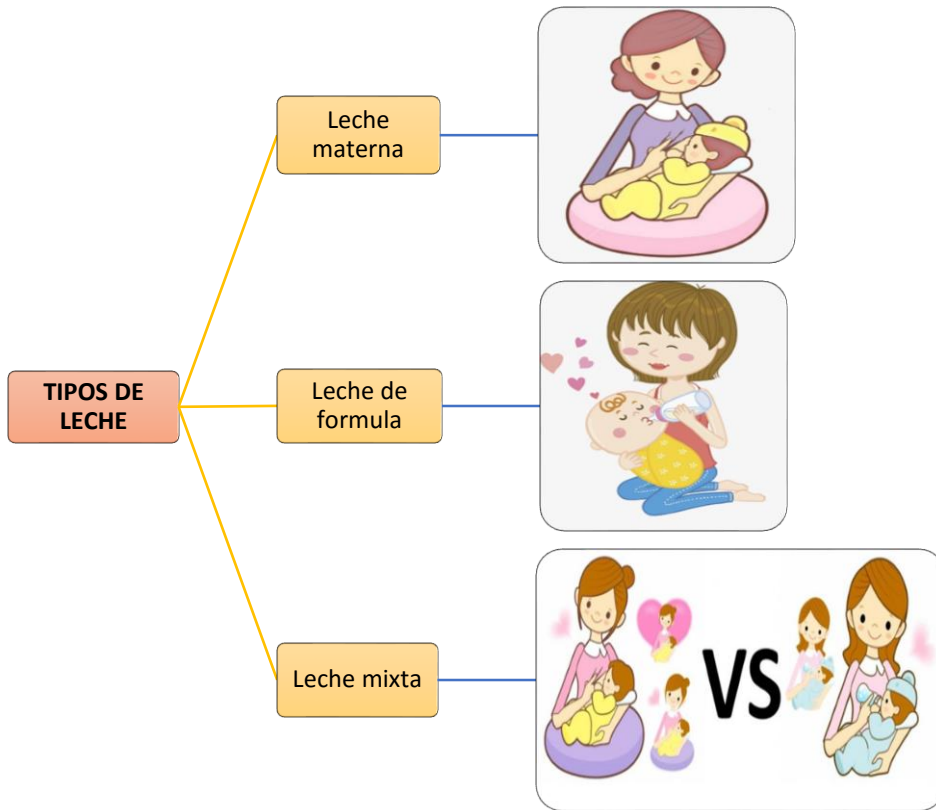 TIPOS DE
LECHE
Leche
materna
Leche de
formula
Leche mixta
VS